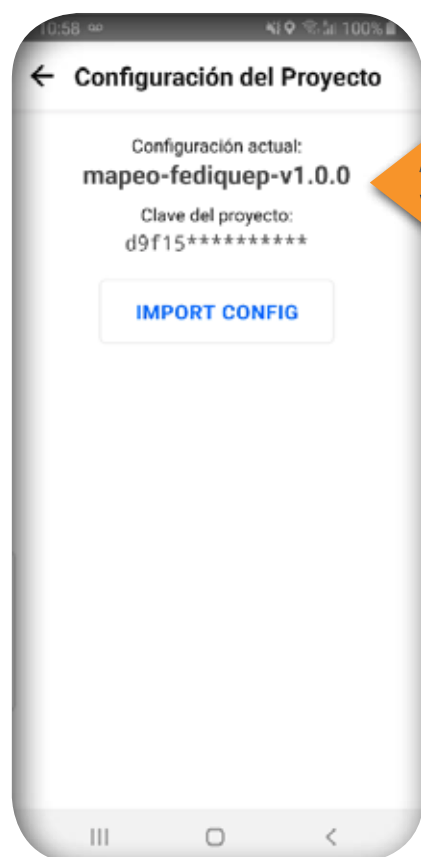 10:58
100%
← Configuración del Proyecto
Configuración actual:
mapeo-fediquep-v1.0.0
Clave del proyecto:
d9f15**********
IMPORT CONFIG